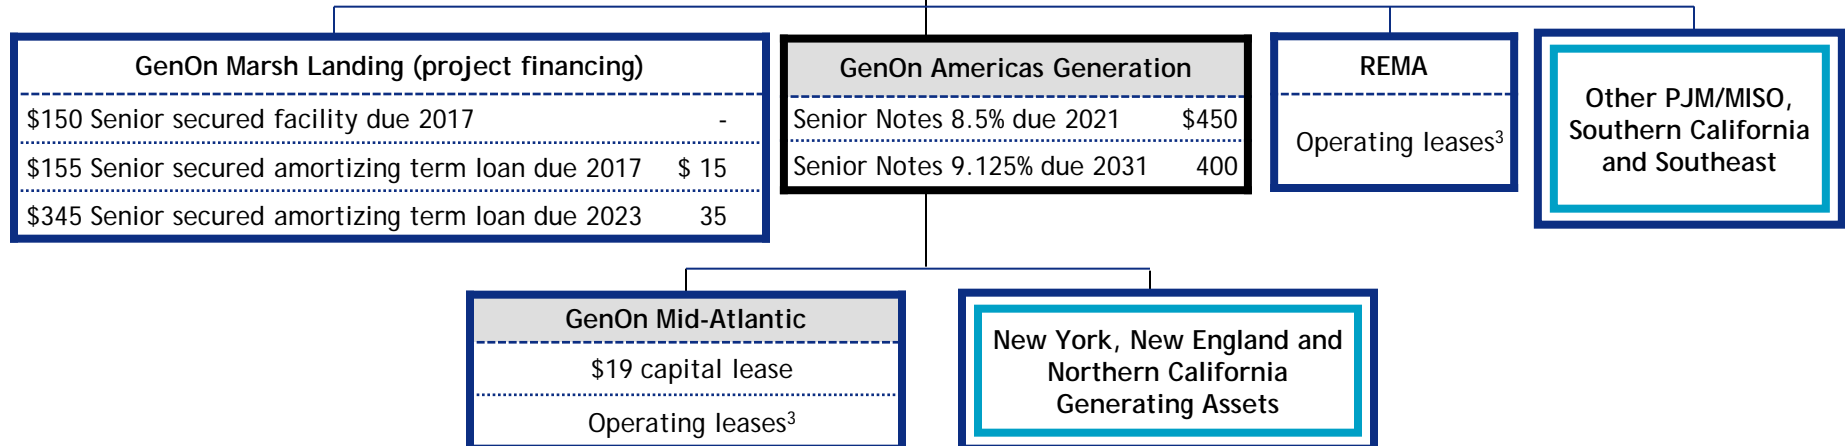 GenOn Marsh Landing (project financing)
$150 Senior secured facility due 2017 -
$155 Senior secured amortizing term loan due 2017 $ 15
$345 Senior secured amortizing term loan due 2023 35
GenOn Americas Generation
Senior Notes 8.5% due 2021 $450
Senior Notes 9.125% due 2031 400
REMA
Operating leases³
Other PJM/MISO,
Southern California
and Southeast
GenOn Mid-Atlantic
$19 capital lease
Operating leases³
New York, New England and
Northern California
Generating Assets